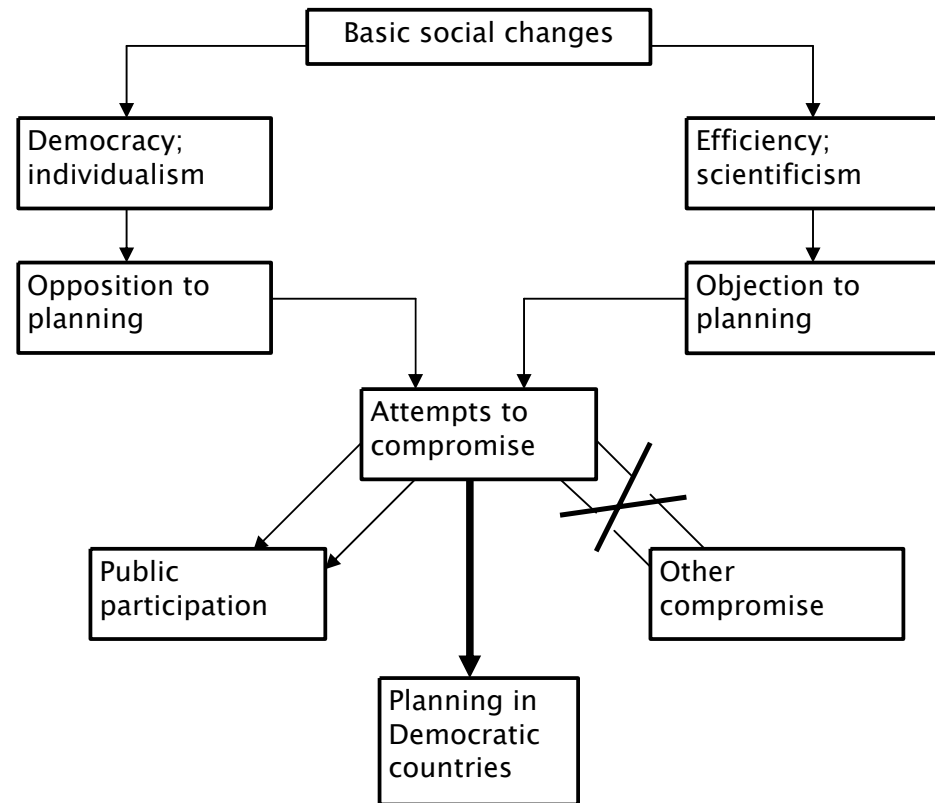 Basic social changes
Democracy;
individualism
Efficiency;
scientificism
Opposition to
planning
Objection to
planning
Attempts to
compromise
Public
participation
Other
compromise
Planning in
Democratic
countries